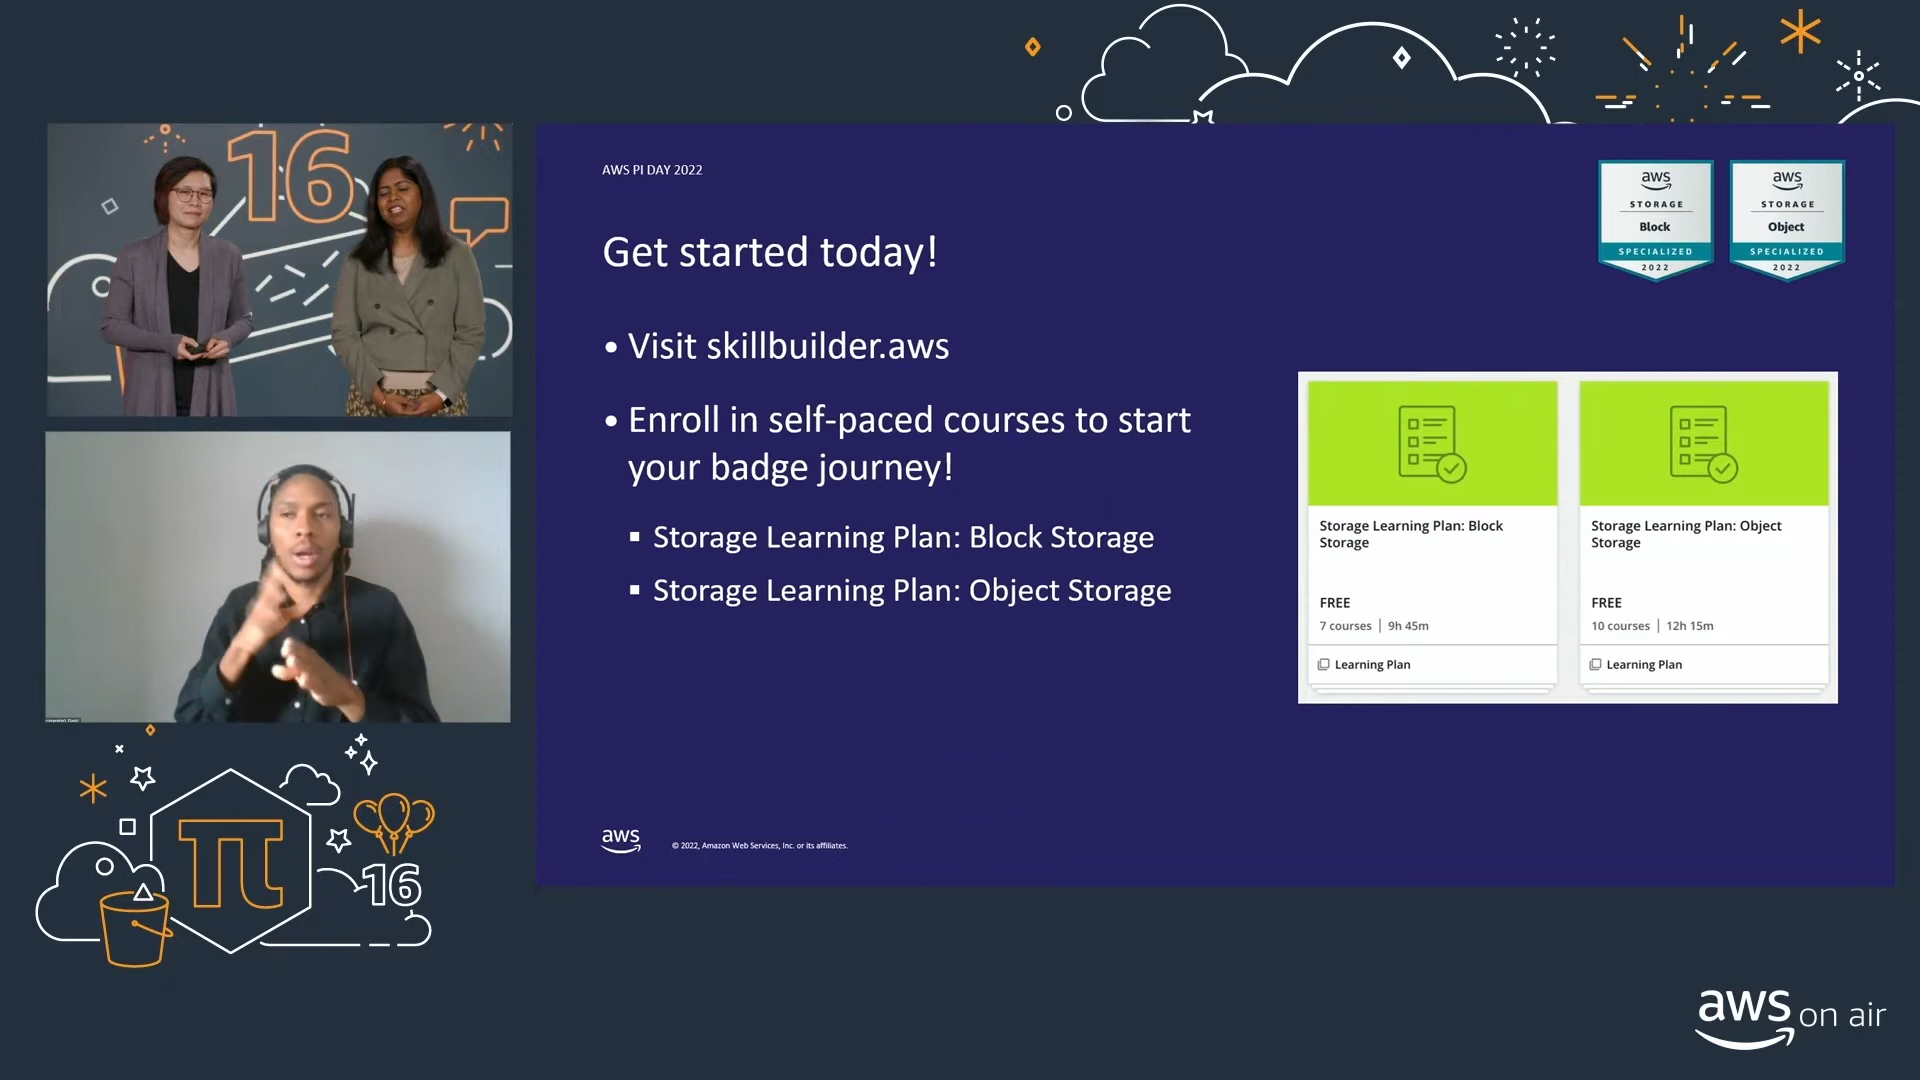 16
AWS PI DAY 2022
Get started today!
• Visit skillbuilder.aws
• Enroll in self-paced courses to start
your badge journey!
▪ Storage Learning Plan: Block Storage
▪ Storage Learning Plan: Object Storage
aws
STORAGE
Block
SPECIALIZED
2022
aws
STORAGE
Object
SPECIALIZED
2022
Storage Learning Plan: Block
Storage
FREE
7 courses | 9h 45m
Learning Plan
Storage Learning Plan: Object
Storage
FREE
10 courses | 12h 15m
Learning Plan
aws
© 2022, Amazon Web Services, Inc. or its affiliates.
π
16
aws on air